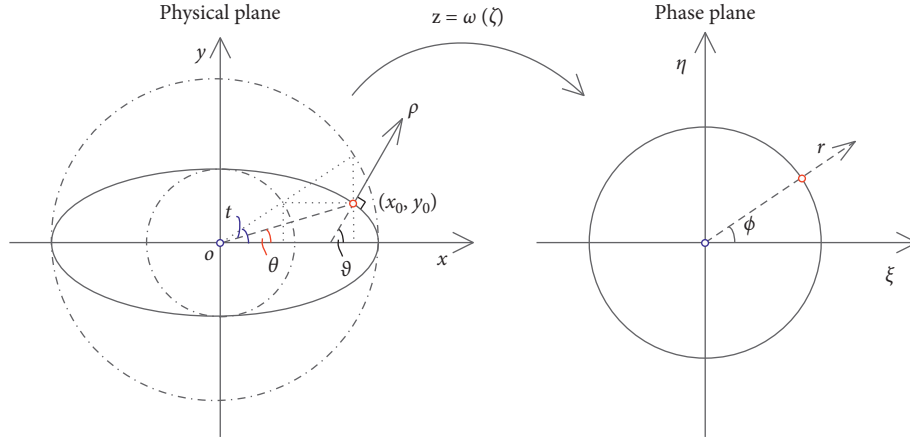 Physical plane
z = ω (ζ)
Phase plane
y
ρ
(x₀, y₀)
t
o
θ
ϑ
x
η
r
ϕ
ξ